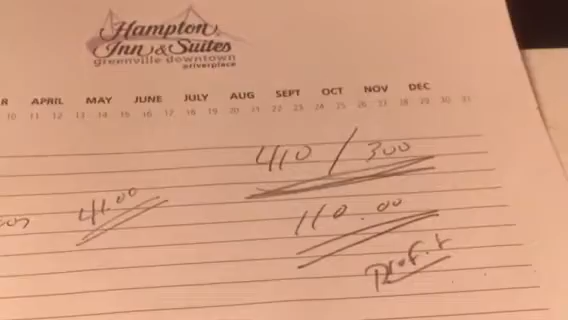 Hampton
Inn & Suites
greenville downtown
@riverplace
R APRIL MAY JUNE JULY AUG SEPT OCT NOV DEC
10 11 12 13 14 15 16 17 18 19 20 21 22 23 24 25 26 27 28 29 30 31
410 / 300
44.00
110.00
Profit